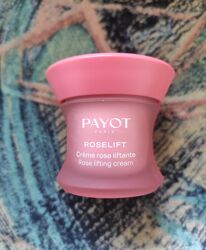 PAYOT
PARIS
ROSELIFT
Crème rose liftante
Rose lifting cream